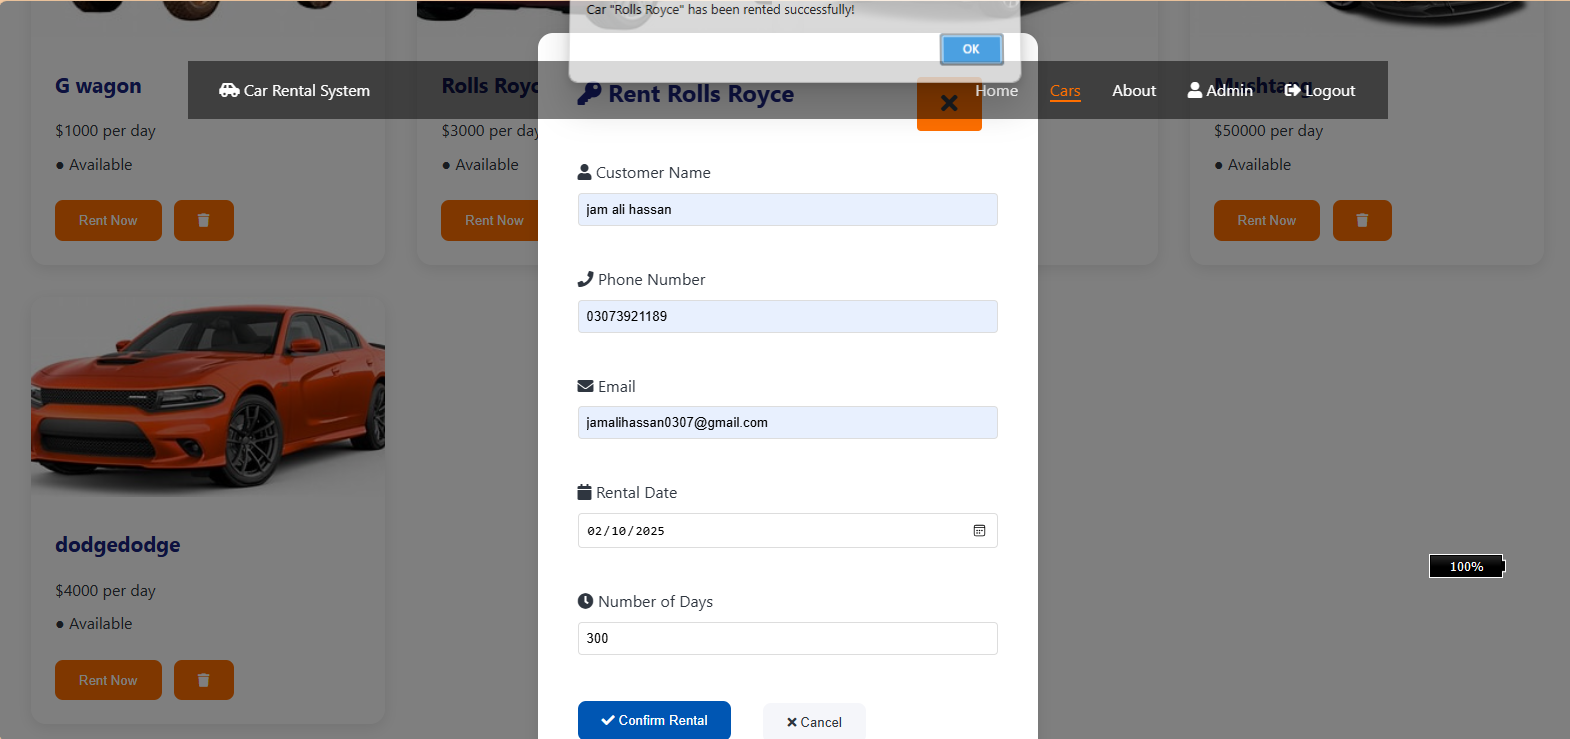 Car "Rolls Royce" has been rented successfully!
OK
Car Rental System
Home
Cars
About
Admin
Logout
Rent Rolls Royce
G wagon
$1000 per day
● Available
Rent Now
Rolls Royc
$3000 per day
● Available
Rent Now
Mushtang
$50000 per day
● Available
Rent Now
Customer Name
jam ali hassan
Phone Number
03073921189
Email
jamalihassan0307@gmail.com
Rental Date
02/10/2025
Number of Days
300
Confirm Rental
Cancel
dodgedodge
$4000 per day
● Available
Rent Now
100%